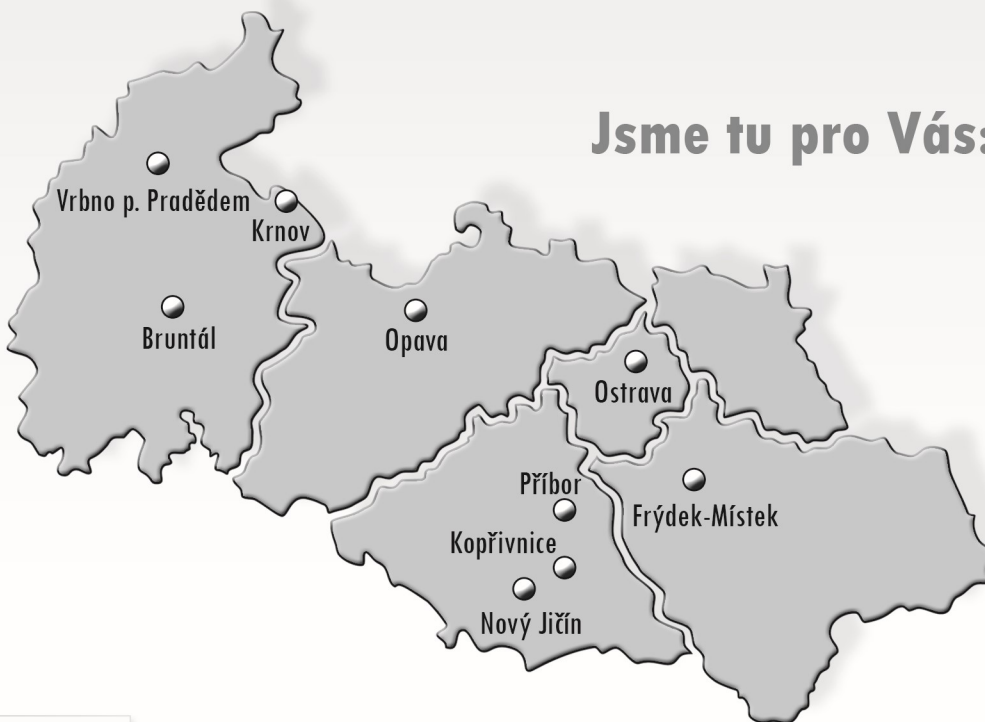 Jsme tu pro Vás:
Vrbno p. Pradědem
Krnov
Bruntál
Opava
Ostrava
Příbor
Frýdek-Místek
Kopřivnice
Nový Jičín